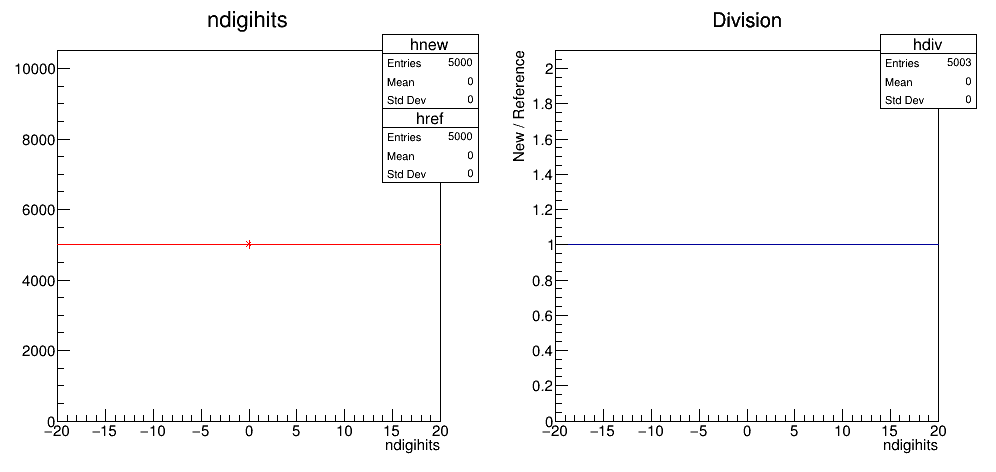 ndigihits
hnew
Entries 5000
Mean 0
Std Dev 0
href
Entries 5000
Mean 0
Std Dev 0
10000
8000
6000
4000
2000
0
−20 −15 −10 −5 0 5 10 15 20
ndigihits
Division
hdiv
Entries 5003
Mean 0
Std Dev 0
New / Reference
2
1.8
1.6
1.4
1.2
1
0.8
0.6
0.4
0.2
0
−20 −15 −10 −5 0 5 10 15 20
ndigihits